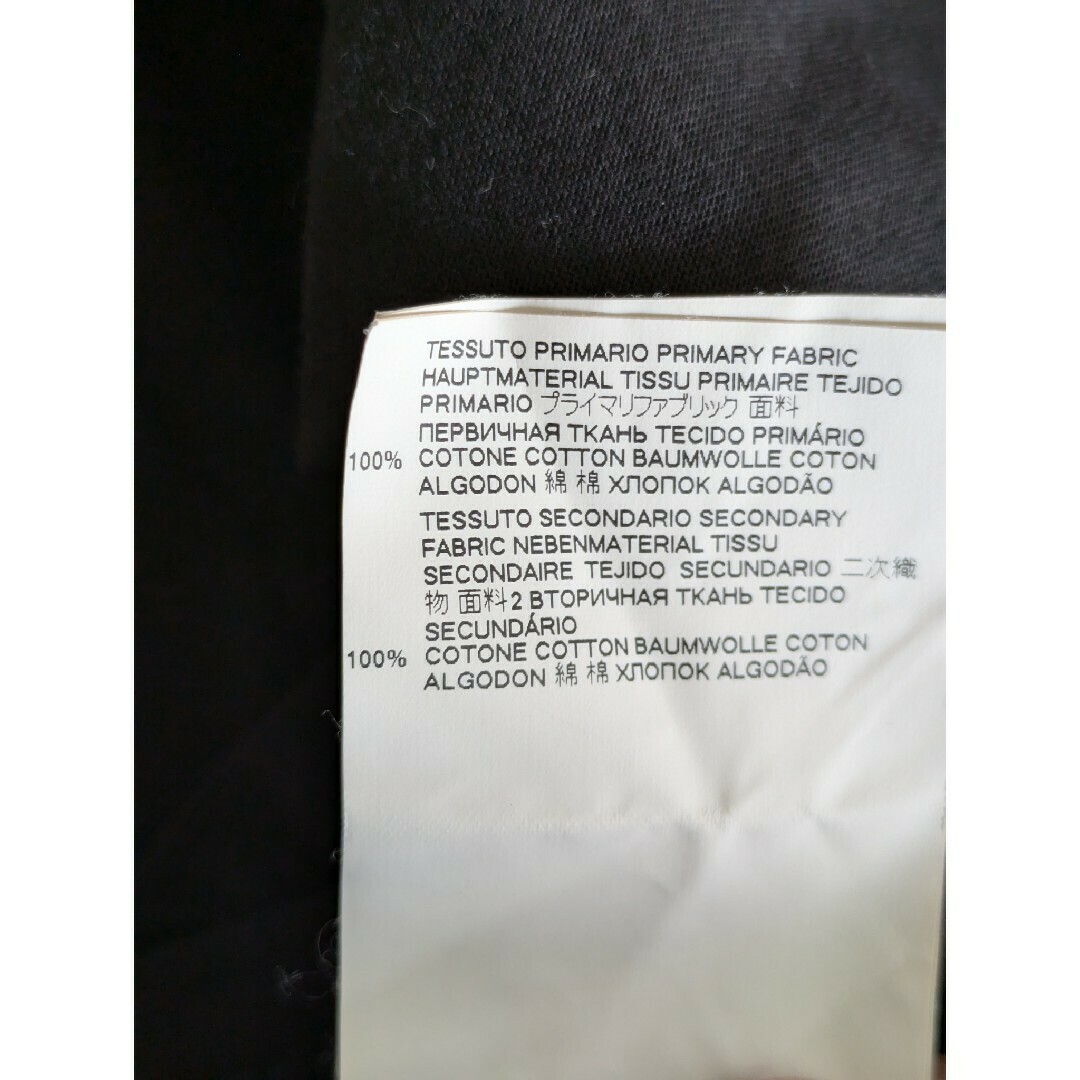 TESSUTO PRIMARIO PRIMARY FABRIC
HAUPTMATERIAL TISSU PRIMAIRE TEJIDO
PRIMARIO プライマリファブリック 面料
ПЕРВИЧНАЯ ТКАНЬ TECIDO PRIMÁRIO
100% COTONE COTTON BAUMWOLLE COTON
ALGODON 綿 棉 ХЛОПОК ALGODÃO
TESSUTO SECONDARIO SECONDARY
FABRIC NEBENMATERIAL TISSU
SECONDAIRE TEJIDO SECUNDARIO 二次織
物 面料2 ВТОРИЧНАЯ ТКАНЬ TECIDO
SECUNDÁRIO
100% COTONE COTTON BAUMWOLLE COTON
ALGODON 綿 棉 ХЛОПОК ALGODÃO